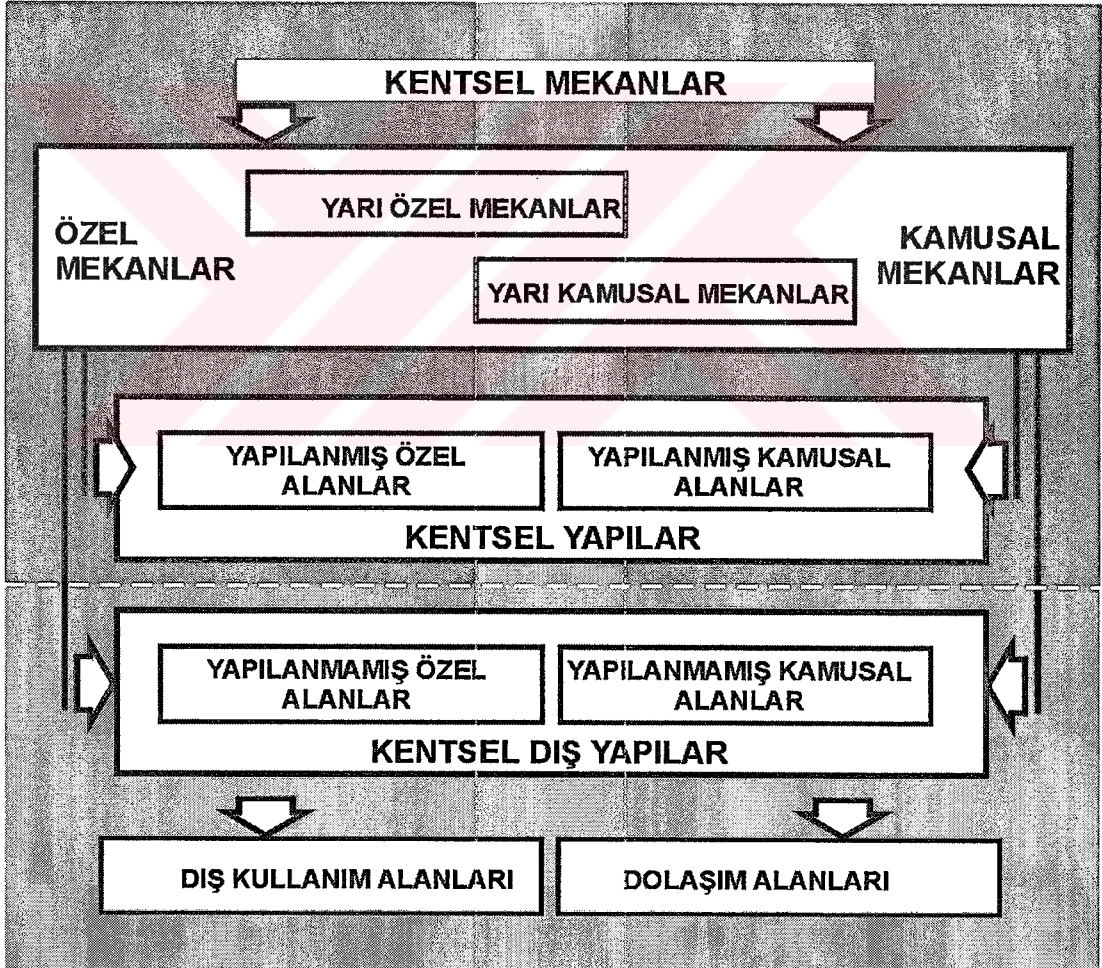 KENTSEL MEKANLAR
YARI ÖZEL MEKANLAR
ÖZEL
MEKANLAR
KAMUSAL
MEKANLAR
YARI KAMUSAL MEKANLAR
YAPILANMIŞ ÖZEL
ALANLAR
YAPILANMIŞ KAMUSAL
ALANLAR
KENTSEL YAPILAR
YAPILANMAMIŞ ÖZEL
ALANLAR
YAPILANMAMIŞ KAMUSAL
ALANLAR
KENTSEL DIŞ YAPILAR
DIŞ KULLANIM ALANLARI
DOLAŞIM ALANLARI